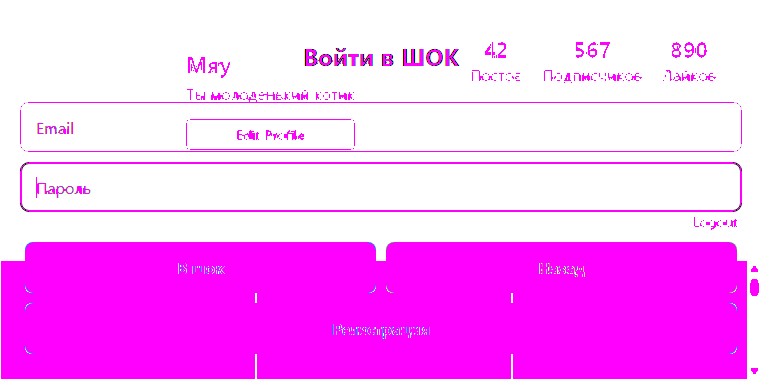 Войти в ШОК
42 567 890
Мяу
Постов Подписчиков Лайков
Ты молоденький котик
Email
Edit Profile
Пароль
Logout
В шок Назад
Регистрация